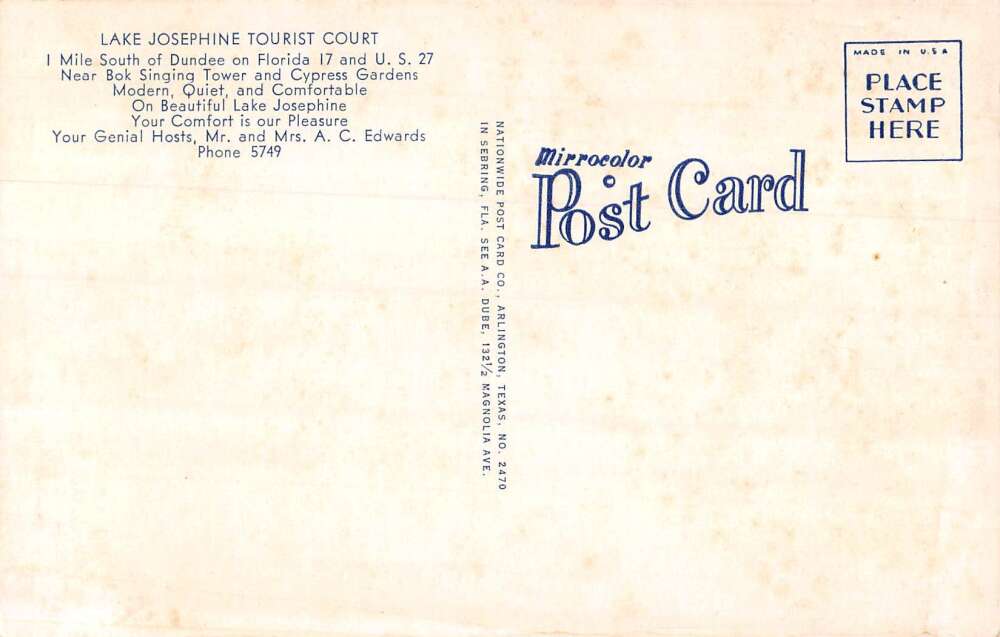 LAKE JOSEPHINE TOURIST COURT
1 Mile South of Dundee on Florida 17 and U. S. 27
Near Bok Singing Tower and Cypress Gardens
Modern, Quiet, and Comfortable
On Beautiful Lake Josephine
Your Comfort is our Pleasure
Your Genial Hosts, Mr. and Mrs. A. C. Edwards
Phone 5749
NATIONWIDE POST CARD CO., ARLINGTON, TEXAS, NO. 2470
IN SEBRING, FLA. SEE A.A. DUBE, 132½ MAGNOLIA AVE.
Mirrocolor
Post Card
MADE IN U.S.A
PLACE
STAMP
HERE